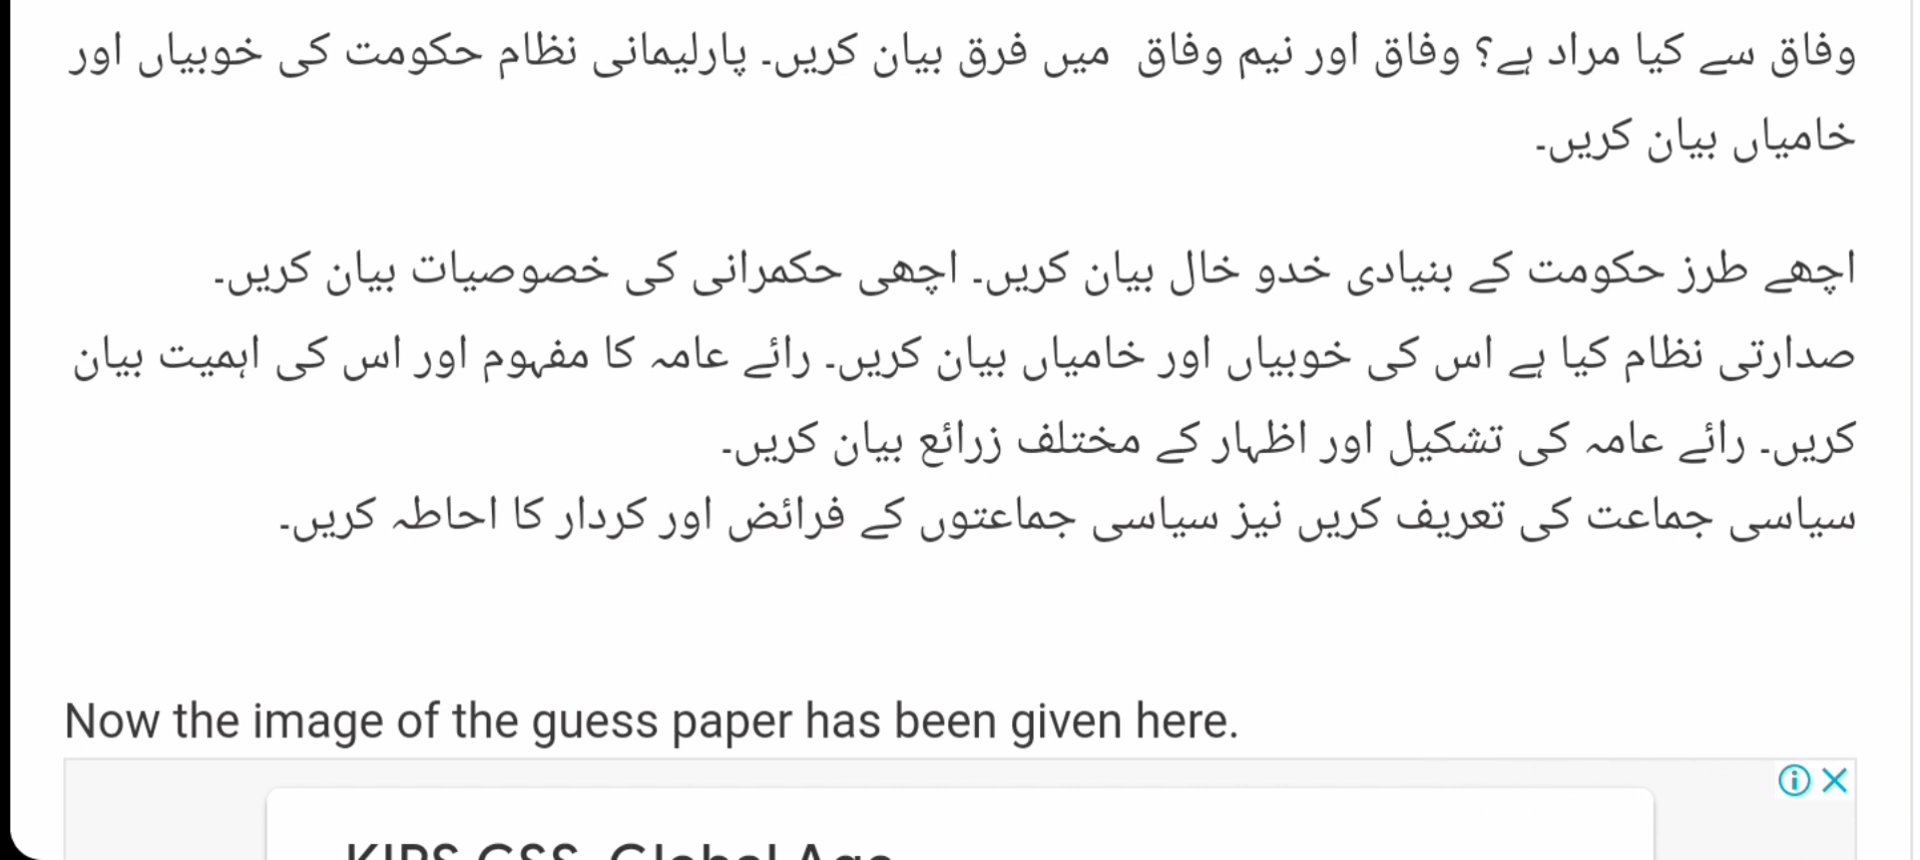 وفاق سے کیا مراد ہے؟ وفاق اور نیم وفاق میں فرق بیان کریں۔ پارلیمانی نظام حکومت کی خوبیاں اور
خامیاں بیان کریں۔
اچھے طرز حکومت کے بنیادی خدو خال بیان کریں۔ اچھی حکمرانی کی خصوصیات بیان کریں۔
صدارتی نظام کیا ہے اس کی خوبیاں اور خامیاں بیان کریں۔ رائے عامہ کا مفہوم اور اس کی اہمیت بیان
کریں۔ رائے عامہ کی تشکیل اور اظہار کے مختلف زرائع بیان کریں۔
سیاسی جماعت کی تعریف کریں نیز سیاسی جماعتوں کے فرائض اور کردار کا احاطہ کریں۔
Now the image of the guess paper has been given here.
KIPS CSS, Global Age